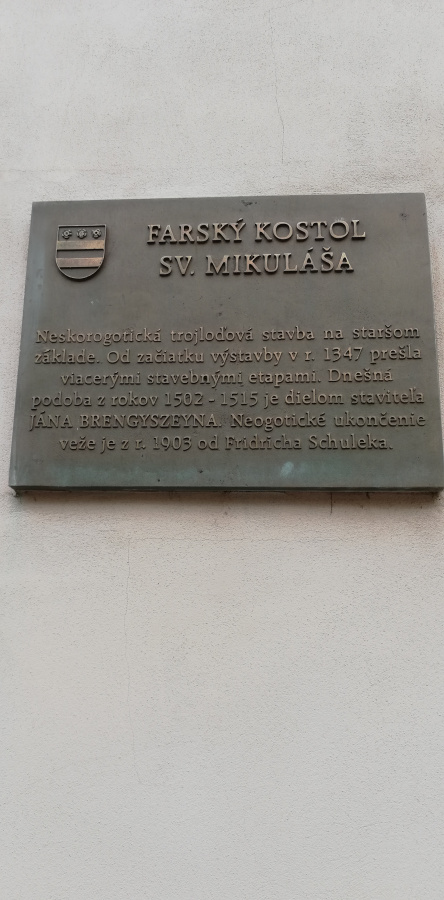 FARSKÝ KOSTOL
SV. MIKULÁŠA
Neskorogotická trojloďová stavba na staršom
základe. Od začiatku výstavby v r. 1347 prešla
viacerými stavebnými etapami. Dnešná
podoba z rokov 1502 - 1515 je dielom staviteľa
JÁNA BRENGYSZEYNA. Neogotické ukončenie
veže je z r. 1903 od Fridricha Schuleka.